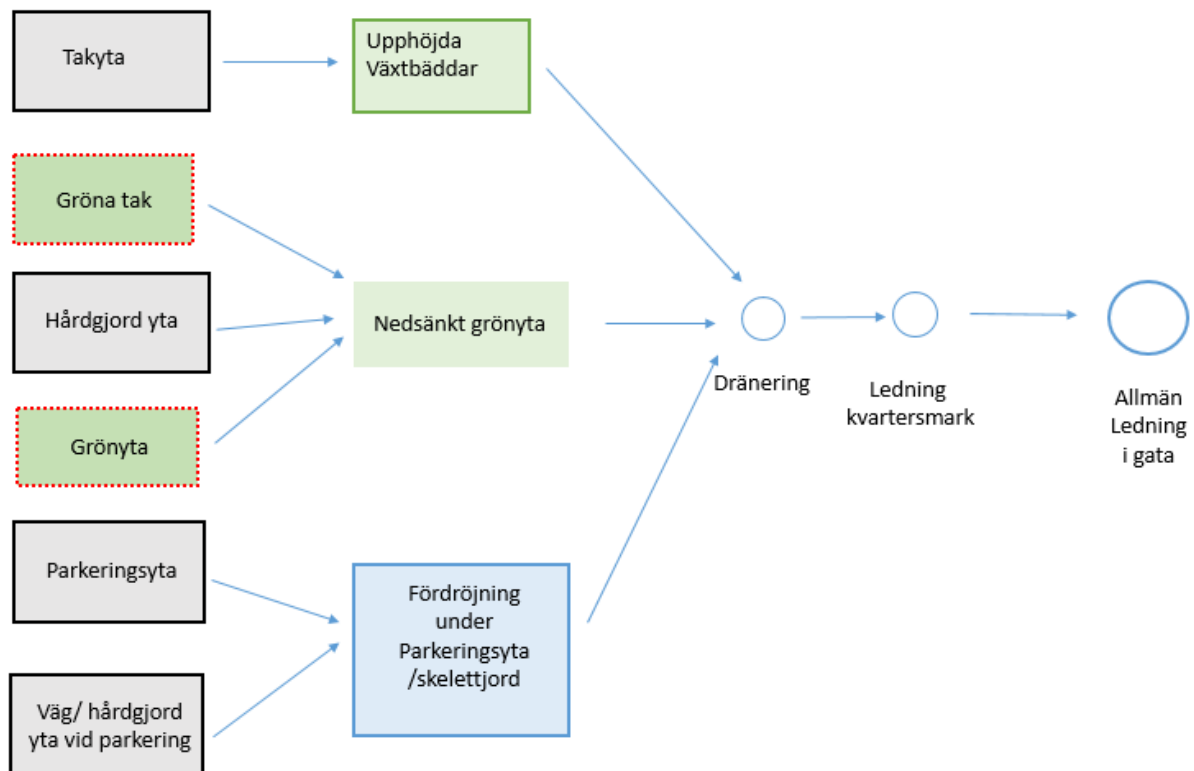 Takyta
Upphöjda
Växtbäddar
Gröna tak
Hårdgjord yta
Nedsänkt grönyta
Grönyta
Dränering
Ledning
kvartersmark
Allmän
Ledning
i gata
Parkeringsyta
Fördröjning
under
Parkeringsyta
/skelettjord
Väg/ hårdgjord
yta vid parkering